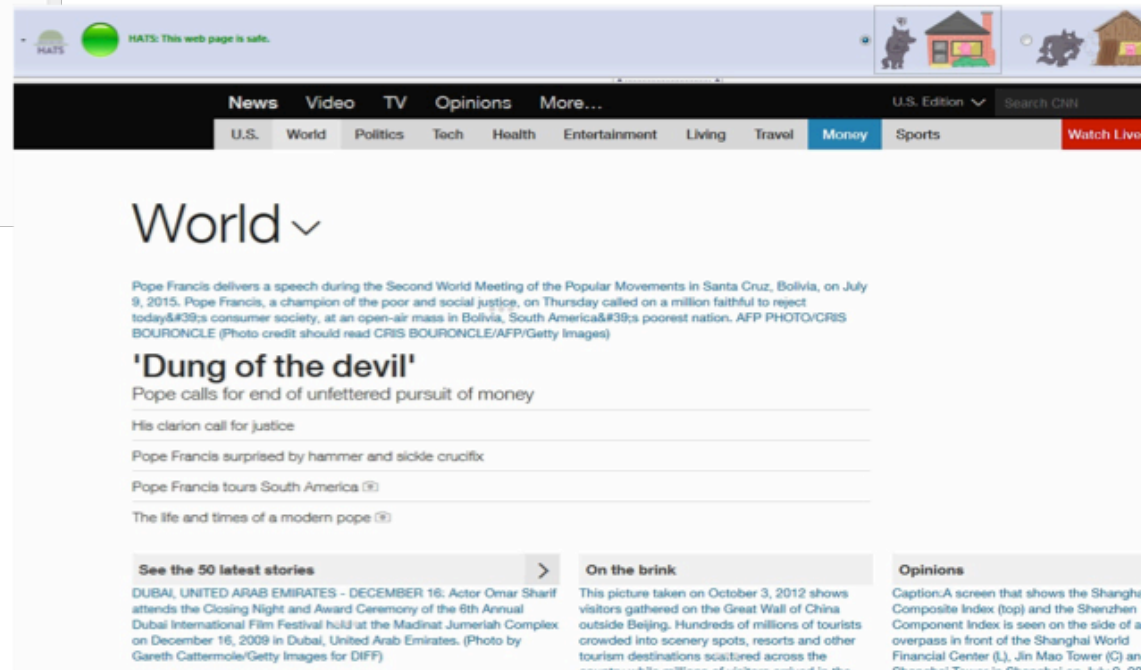 HATS
HATS: This web page is safe.
News Video TV Opinions More...
U.S. Edition
Search CNN
U.S. World Politics Tech Health Entertainment Living Travel Money Sports
Watch Live
World
Pope Francis delivers a speech during the Second World Meeting of the Popular Movements in Santa Cruz, Bolivia, on July
9, 2015. Pope Francis, a champion of the poor and social justice, on Thursday called on a million faithful to reject
today&#39;s consumer society, at an open-air mass in Bolivia, South America&#39;s poorest nation. AFP PHOTO/CRIS
BOURONCLE (Photo credit should read CRIS BOURONCLE/AFP/Getty Images)
'Dung of the devil'
Pope calls for end of unfettered pursuit of money
His clarion call for justice
Pope Francis surprised by hammer and sickle crucifix
Pope Francis tours South America
The life and times of a modern pope
See the 50 latest stories
DUBAI, UNITED ARAB EMIRATES - DECEMBER 16: Actor Omar Sharif
attends the Closing Night and Award Ceremony of the 6th Annual
Dubai International Film Festival held at the Madinat Jumeriah Complex
on December 16, 2009 in Dubai, United Arab Emirates. (Photo by
Gareth Cattermole/Getty Images for DIFF)
On the brink
This picture taken on October 3, 2012 shows
visitors gathered on the Great Wall of China
outside Beijing. Hundreds of millions of tourists
crowded into scenery spots, resorts and other
tourism destinations scattered across the
Opinions
Caption:A screen that shows the Shangha
Composite Index (top) and the Shenzhen
Component Index is seen on the side of a
overpass in front of the Shanghai World
Financial Center (L), Jin Mao Tower (C) an